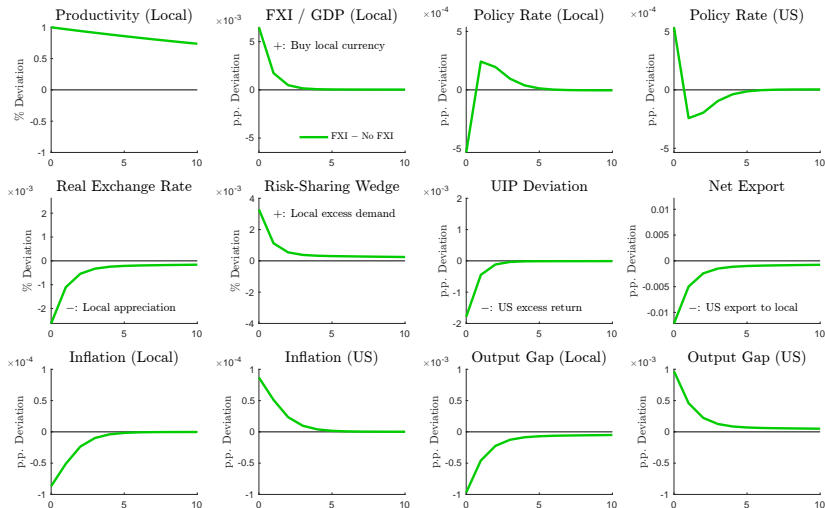 Productivity (Local)
% Deviation
1
0.5
0
-0.5
-1
0 5 10
FXI / GDP (Local)
×10⁻³
p.p. Deviation
5
0
-5
+: Buy local currency
FXI − No FXI
0 5 10
Policy Rate (Local)
×10⁻⁴
p.p. Deviation
5
0
-5
0 5 10
Policy Rate (US)
×10⁻⁴
p.p. Deviation
5
0
-5
0 5 10
Real Exchange Rate
×10⁻³
% Deviation
2
1
0
-1
-2
−: Local appreciation
0 5 10
Risk-Sharing Wedge
×10⁻³
% Deviation
4
2
0
-2
-4
+: Local excess demand
0 5 10
UIP Deviation
×10⁻³
p.p. Deviation
2
1
0
-1
-2
−: US excess return
0 5 10
Net Export
p.p. Deviation
0.01
0.005
0
-0.005
-0.01
−: US export to local
0 5 10
Inflation (Local)
×10⁻⁴
p.p. Deviation
1
0.5
0
-0.5
-1
0 5 10
Inflation (US)
×10⁻⁴
p.p. Deviation
1
0.5
0
-0.5
-1
0 5 10
Output Gap (Local)
×10⁻³
p.p. Deviation
1
0.5
0
-0.5
-1
0 5 10
Output Gap (US)
×10⁻³
p.p. Deviation
1
0.5
0
-0.5
-1
0 5 10